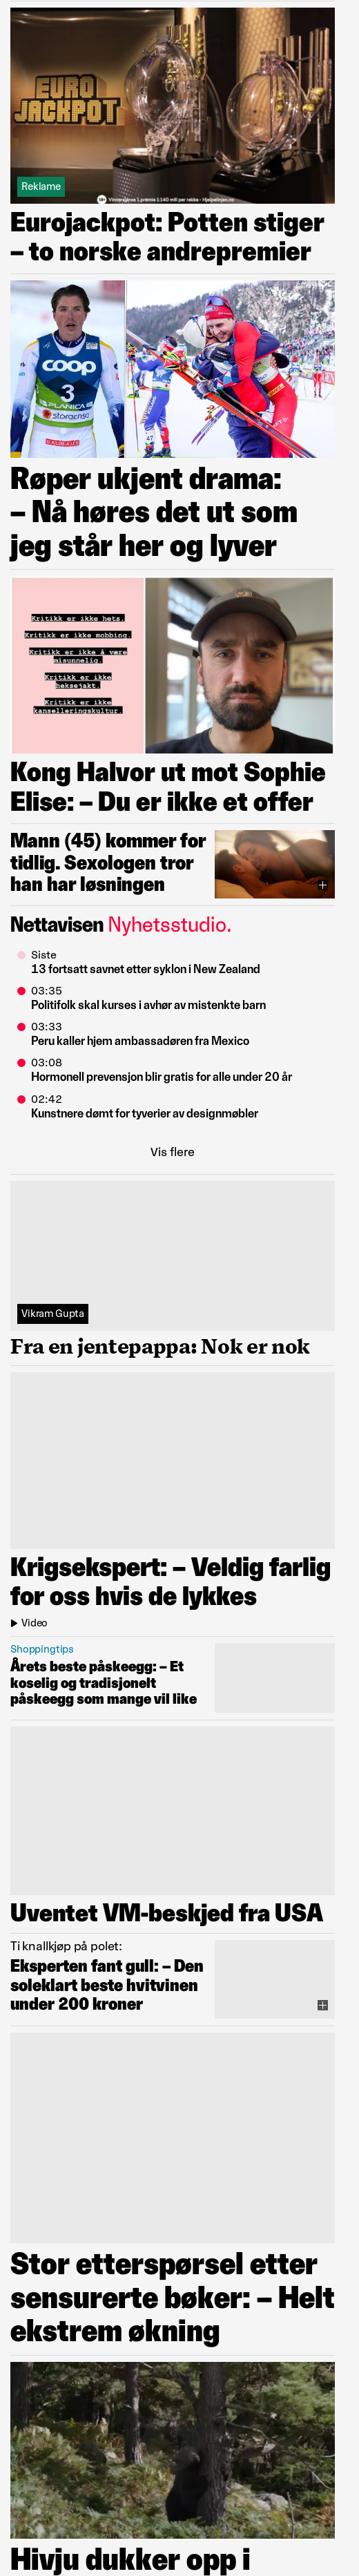 EURO
JACKPOT
Reklame
Vinnersjanse 1.premie 1:140 mill per rekke - Hjelpelinjen.no
Eurojackpot: Potten stiger
– to norske andrepremier
coop
3
PLANICA
storaenso
47
Røper ukjent drama:
– Nå høres det ut som
jeg står her og lyver
Kritikk er ikke hets.
Kritikk er ikke mobbing.
Kritikk er ikke å være
misunnelig.
Kritikk er ikke
heksejakt.
Kritikk er ikke
kanselleringskultur.
Kong Halvor ut mot Sophie
Elise: – Du er ikke et offer
Mann (45) kommer for
tidlig. Sexologen tror
han har løsningen
Nettavisen Nyhetsstudio.
Siste
13 fortsatt savnet etter syklon i New Zealand
03:35
Politifolk skal kurses i avhør av mistenkte barn
03:33
Peru kaller hjem ambassadøren fra Mexico
03:08
Hormonell prevensjon blir gratis for alle under 20 år
02:42
Kunstnere dømt for tyverier av designmøbler
Vis flere
Vikram Gupta
Fra en jentepappa: Nok er nok
Krigsekspert: – Veldig farlig
for oss hvis de lykkes
Video
Shoppingtips
Årets beste påskeegg: – Et
koselig og tradisjonelt
påskeegg som mange vil like
Uventet VM-beskjed fra USA
Ti knallkjøp på polet:
Eksperten fant gull: – Den
soleklart beste hvitvinen
under 200 kroner
Stor etterspørsel etter
sensurerte bøker: – Helt
ekstrem økning
Hivju dukker opp i